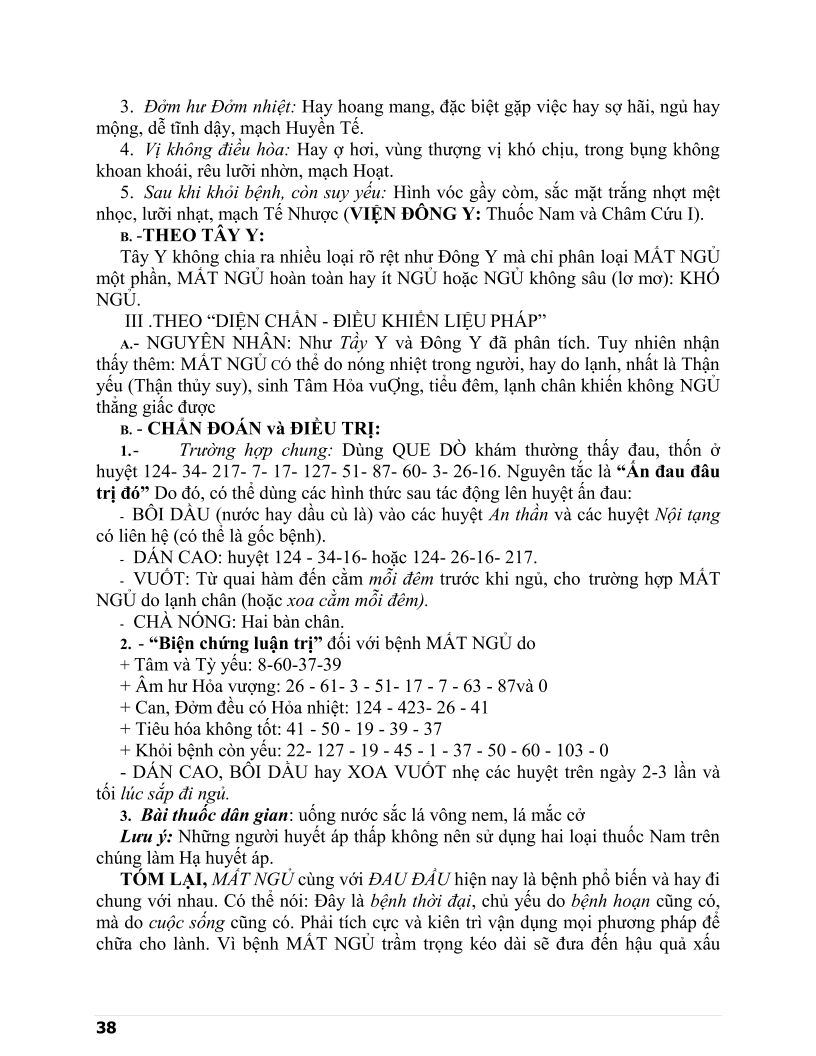 3. Đởm hư Đởm nhiệt: Hay hoang mang, đặc biệt gặp việc hay sợ hãi, ngủ hay
mộng, dễ tĩnh dậy, mạch Huyền Tế.
4. Vị không điều hòa: Hay ợ hơi, vùng thượng vị khó chịu, trong bụng không
khoan khoái, rêu lưỡi nhờn, mạch Hoạt.
5. Sau khi khỏi bệnh, còn suy yếu: Hình vóc gầy còm, sắc mặt trắng nhợt mệt
nhọc, lưỡi nhạt, mạch Tế Nhược (VIỆN ĐÔNG Y: Thuốc Nam và Châm Cứu I).
B. -THEO TÂY Y:
Tây Y không chia ra nhiều loại rõ rệt như Đông Y mà chỉ phân loại MẤT NGỦ
một phần, MẤT NGỦ hoàn toàn hay ít NGỦ hoặc NGỦ không sâu (lơ mơ): KHÓ
NGỦ.
III .THEO “DIỆN CHẨN - ĐlỀU KHIỂN LIỆU PHÁP”
A.- NGUYÊN NHÂN: Như Tầy Y và Đông Y đã phân tích. Tuy nhiên nhận
thấy thêm: MẤT NGỦ CÓ thể do nóng nhiệt trong người, hay do lạnh, nhất là Thận
yếu (Thận thủy suy), sinh Tâm Hỏa vuỢng, tiểu đêm, lạnh chân khiến không NGỦ
thẳng giấc được
B. - CHẨN ĐOÁN và ĐIỀU TRỊ:
1.- Trường hợp chung: Dùng QUE DÒ khám thường thấy đau, thốn ở
huyệt 124- 34- 217- 7- 17- 127- 51- 87- 60- 3- 26-16. Nguyên tắc là “Ấn đau đâu
trị đó” Do đó, có thể dùng các hình thức sau tác động lên huyệt ấn đau:
- BÔI DẦU (nước hay dầu cù là) vào các huyệt An thần và các huyệt Nội tạng
có liên hệ (có thể là gốc bệnh).
- DÁN CAO: huyệt 124 - 34-16- hoặc 124- 26-16- 217.
- VUỐT: Từ quai hàm đến cằm mỗi đêm trước khi ngủ, cho trường hợp MẤT
NGỦ do lạnh chân (hoặc xoa cằm mỗi đêm).
- CHÀ NÓNG: Hai bàn chân.
2. - “Biện chứng luận trị” đối với bệnh MẤT NGỦ do
+ Tâm và Tỳ yếu: 8-60-37-39
+ Âm hư Hỏa vượng: 26 - 61- 3 - 51- 17 - 7 - 63 - 87và 0
+ Can, Đởm đều có Hỏa nhiệt: 124 - 423- 26 - 41
+ Tiêu hóa không tốt: 41 - 50 - 19 - 39 - 37
+ Khỏi bệnh còn yếu: 22- 127 - 19 - 45 - 1 - 37 - 50 - 60 - 103 - 0
- DÁN CAO, BÔI DẦU hay XOA VUỐT nhẹ các huyệt trên ngày 2-3 lần và
tối lúc sắp đi ngủ.
3. Bài thuốc dân gian: uống nước sắc lá vông nem, lá mắc cở
Lưu ý: Những người huyết áp thấp không nên sử dụng hai loại thuốc Nam trên
chúng làm Hạ huyết áp.
TÓM LẠI, MẤT NGỦ cùng với ĐAU ĐẦU hiện nay là bệnh phổ biến và hay đi
chung với nhau. Có thể nói: Đây là bệnh thời đại, chủ yếu do bệnh hoạn cũng có,
mà do cuộc sống cũng có. Phải tích cực và kiên trì vận dụng mọi phương pháp để
chữa cho lành. Vì bệnh MẤT NGỦ trầm trọng kéo dài sẽ đưa đến hậu quả xấu
38